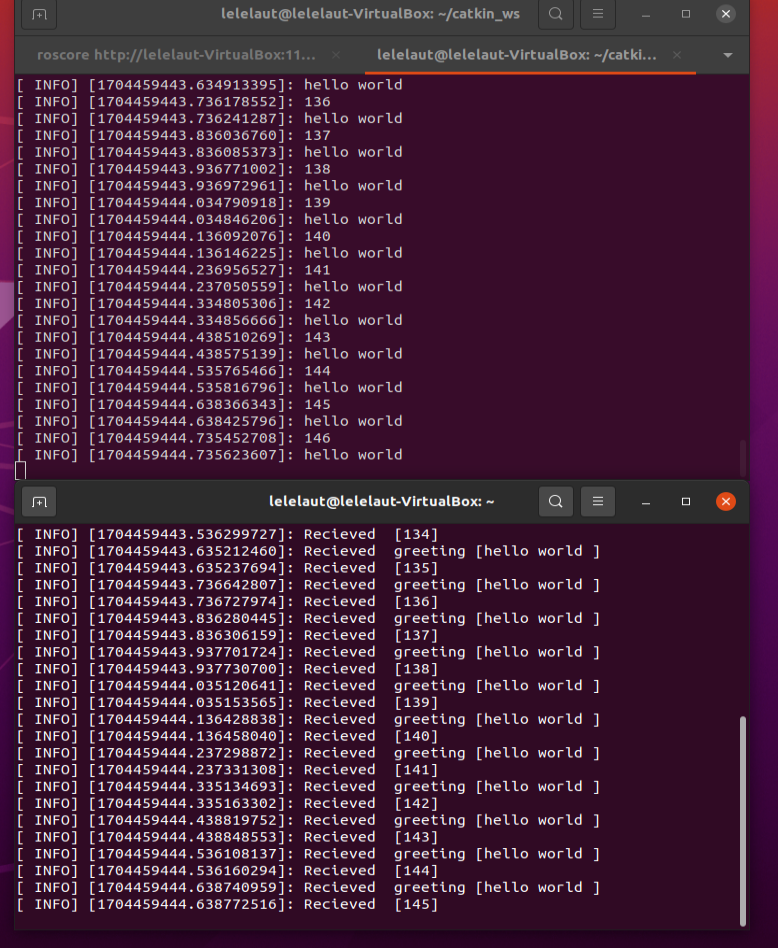 lelelaut@lelelaut-VirtualBox: ~/catkin_ws
roscore http://lelelaut-VirtualBox:11...
lelelaut@lelelaut-VirtualBox: ~/catki...
[ INFO] [1704459443.634913395]: hello world
[ INFO] [1704459443.736178552]: 136
[ INFO] [1704459443.736241287]: hello world
[ INFO] [1704459443.836036760]: 137
[ INFO] [1704459443.836085373]: hello world
[ INFO] [1704459443.936771002]: 138
[ INFO] [1704459443.936972961]: hello world
[ INFO] [1704459444.034790918]: 139
[ INFO] [1704459444.034846206]: hello world
[ INFO] [1704459444.136092076]: 140
[ INFO] [1704459444.136146225]: hello world
[ INFO] [1704459444.236956527]: 141
[ INFO] [1704459444.237050559]: hello world
[ INFO] [1704459444.334805306]: 142
[ INFO] [1704459444.334856666]: hello world
[ INFO] [1704459444.438510269]: 143
[ INFO] [1704459444.438575139]: hello world
[ INFO] [1704459444.535765466]: 144
[ INFO] [1704459444.535816796]: hello world
[ INFO] [1704459444.638366343]: 145
[ INFO] [1704459444.638425796]: hello world
[ INFO] [1704459444.735452708]: 146
[ INFO] [1704459444.735623607]: hello world
lelelaut@lelelaut-VirtualBox: ~
[ INFO] [1704459443.536299727]: Recieved  [134]
[ INFO] [1704459443.635212460]: Recieved  greeting [hello world ]
[ INFO] [1704459443.635237694]: Recieved  [135]
[ INFO] [1704459443.736642807]: Recieved  greeting [hello world ]
[ INFO] [1704459443.736727974]: Recieved  [136]
[ INFO] [1704459443.836280445]: Recieved  greeting [hello world ]
[ INFO] [1704459443.836306159]: Recieved  [137]
[ INFO] [1704459443.937701724]: Recieved  greeting [hello world ]
[ INFO] [1704459443.937730700]: Recieved  [138]
[ INFO] [1704459444.035120641]: Recieved  greeting [hello world ]
[ INFO] [1704459444.035153565]: Recieved  [139]
[ INFO] [1704459444.136428838]: Recieved  greeting [hello world ]
[ INFO] [1704459444.136458040]: Recieved  [140]
[ INFO] [1704459444.237298872]: Recieved  greeting [hello world ]
[ INFO] [1704459444.237331308]: Recieved  [141]
[ INFO] [1704459444.335134693]: Recieved  greeting [hello world ]
[ INFO] [1704459444.335163302]: Recieved  [142]
[ INFO] [1704459444.438819752]: Recieved  greeting [hello world ]
[ INFO] [1704459444.438848553]: Recieved  [143]
[ INFO] [1704459444.536108137]: Recieved  greeting [hello world ]
[ INFO] [1704459444.536160294]: Recieved  [144]
[ INFO] [1704459444.638740959]: Recieved  greeting [hello world ]
[ INFO] [1704459444.638772516]: Recieved  [145]